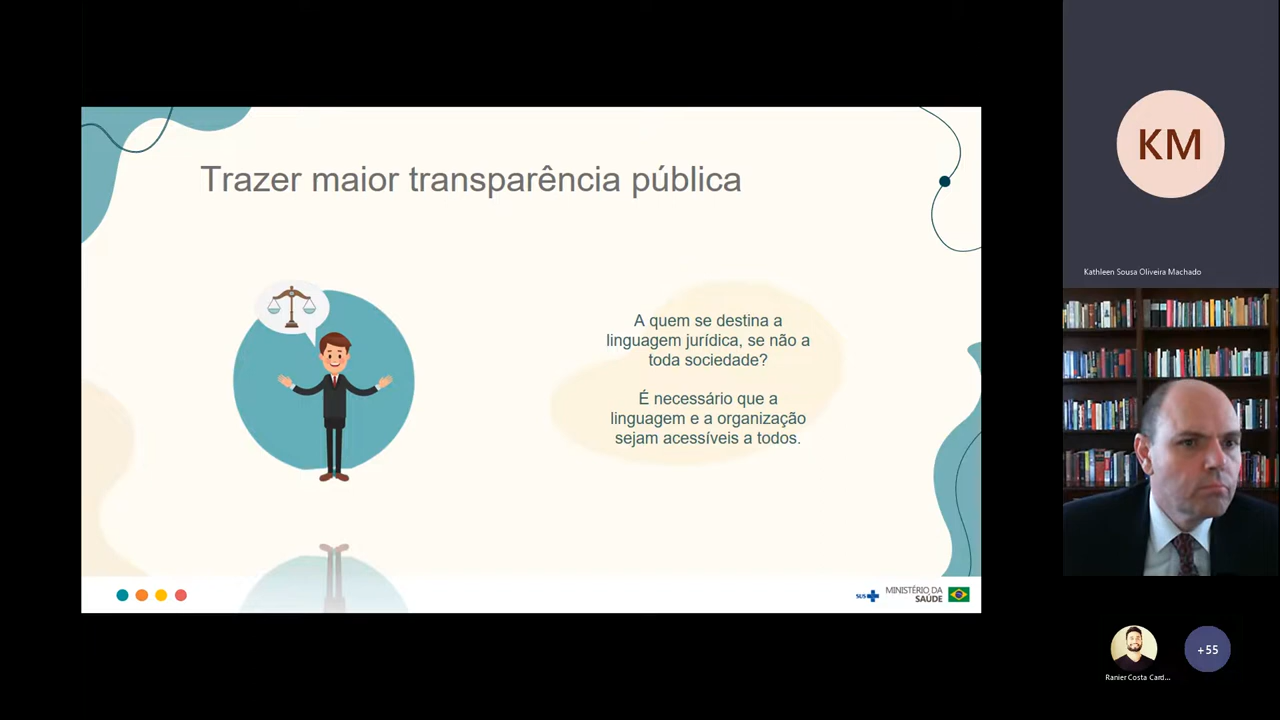 Trazer maior transparência pública
A quem se destina a
linguagem jurídica, se não a
toda sociedade?
É necessário que a
linguagem e a organização
sejam acessíveis a todos.
SUS
MINISTÉRIO DA
SAÚDE
KM
Kathleen Sousa Oliveira Machado
Ranier Costa Card...
+55